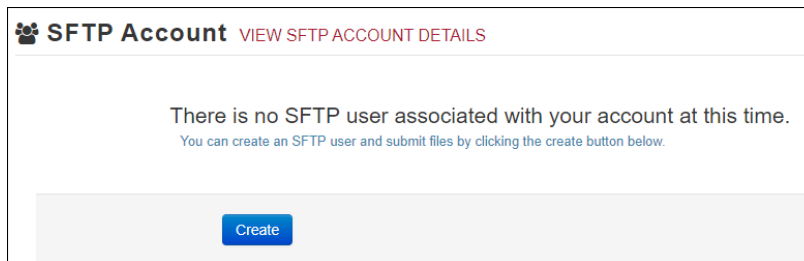 SFTP Account VIEW SFTP ACCOUNT DETAILS
There is no SFTP user associated with your account at this time.
You can create an SFTP user and submit files by clicking the create button below.
Create